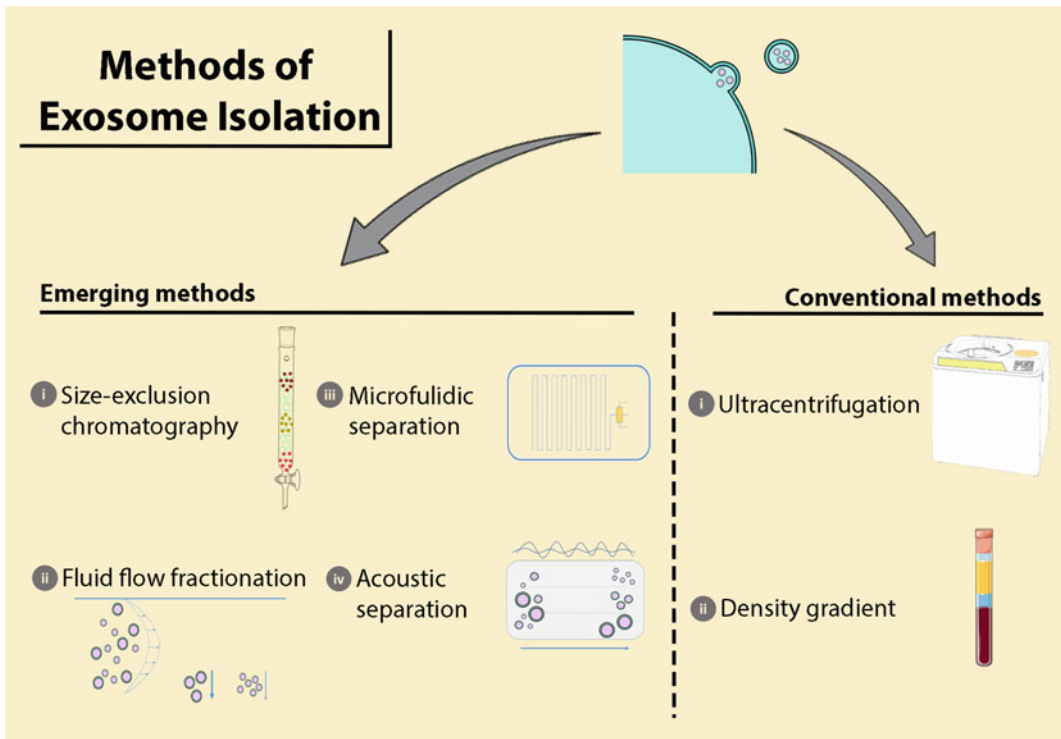 Methods of
Exosome Isolation
Emerging methods
i Size-exclusion
chromatography
ii Fluid flow fractionation
iii Microfulidic
separation
iv Acoustic
separation
Conventional methods
i Ultracentrifugation
ii Density gradient